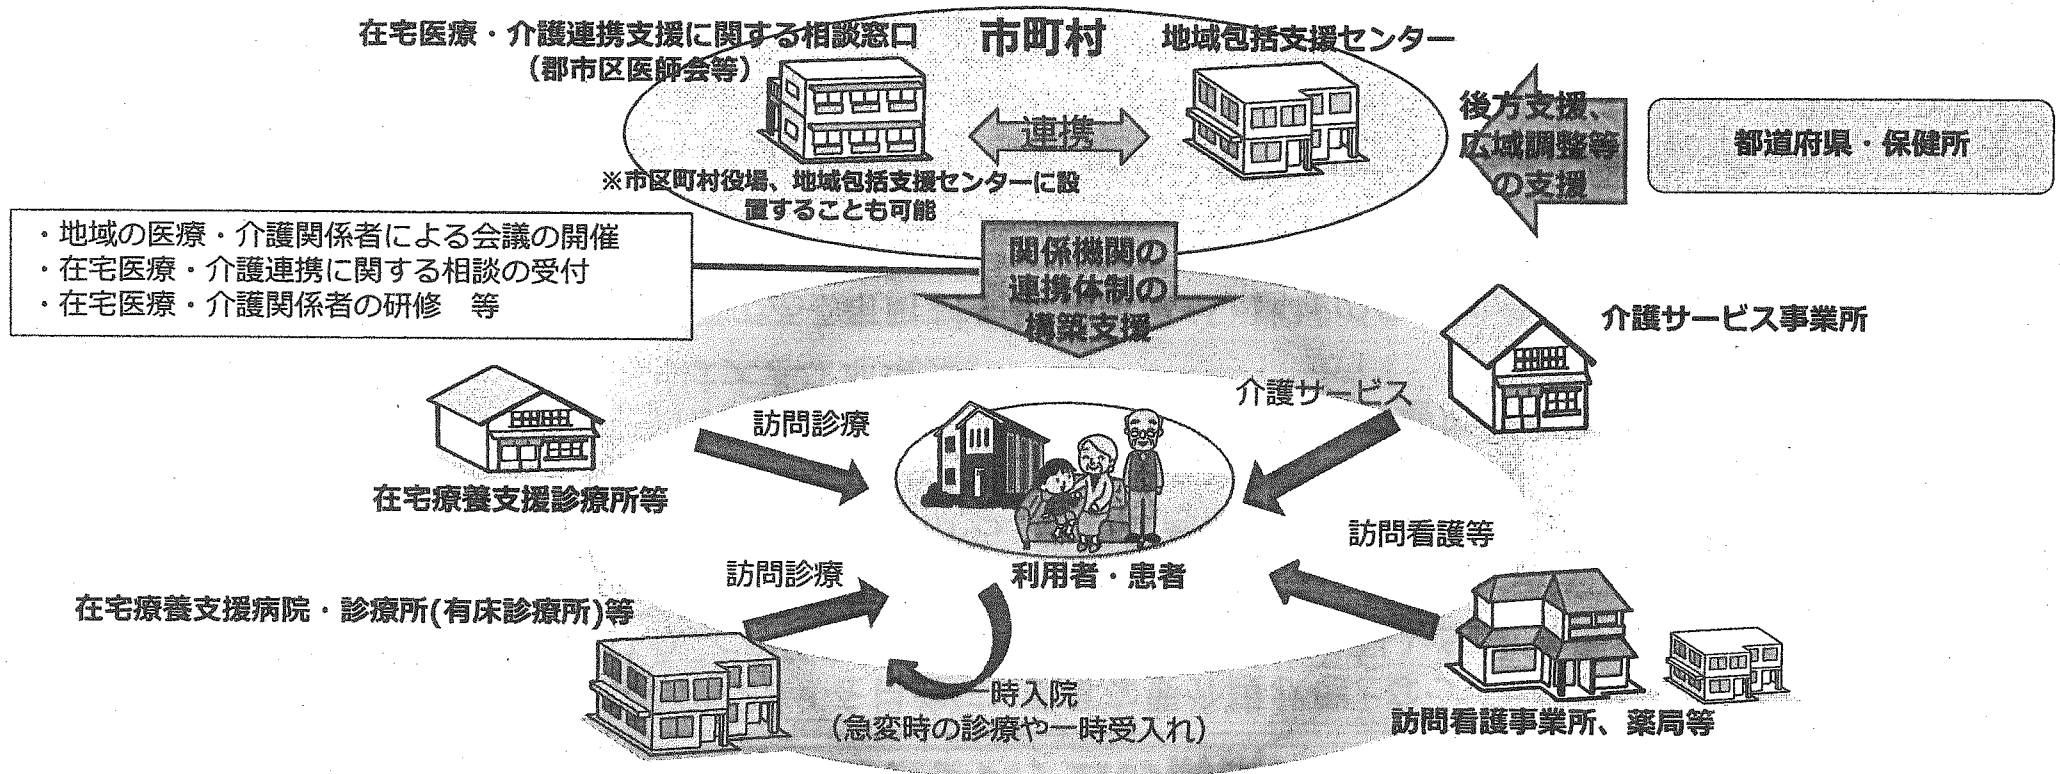 在宅医療・介護連携支援に関する相談窓口
（郡市区医師会等）
市町村
地域包括支援センター
連携
※市区町村役場、地域包括支援センターに設
置することも可能
後方支援、
広域調整等
の支援
都道府県・保健所
・地域の医療・介護関係者による会議の開催
・在宅医療・介護連携に関する相談の受付
・在宅医療・介護関係者の研修　等
関係機関の
連携体制の
構築支援
介護サービス事業所
介護サービス
訪問診療
在宅療養支援診療所等
訪問看護等
利用者・患者
訪問診療
在宅療養支援病院・診療所(有床診療所)等
一時入院
（急変時の診療や一時受入れ）
訪問看護事業所、薬局等